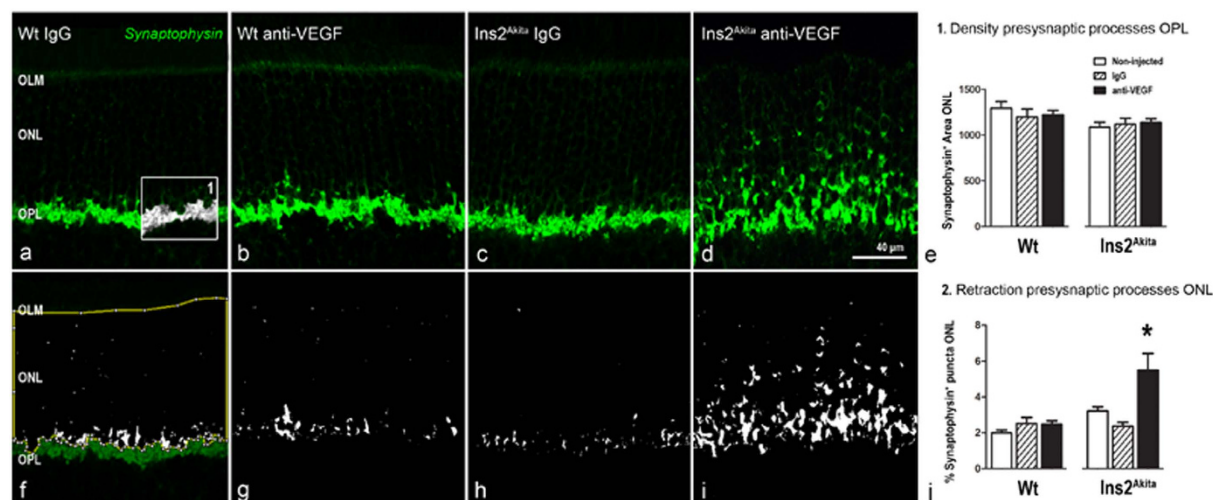 Wt IgG
Synaptophysin
OLM
ONL
OPL
1
a
Wt anti-VEGF
b
Ins2Akita IgG
c
Ins2Akita anti-VEGF
40 µm
d
1. Density presynaptic processes OPL
Non-injected
IgG
anti-VEGF
Synaptophysin+ Area ONL
1500
1000
500
0
Wt
Ins2Akita
e
OLM
ONL
OPL
f
g
h
i
2. Retraction presynaptic processes ONL
% Synaptophysin+ puncta ONL
8
6
4
2
0
*
Wt
Ins2Akita
j